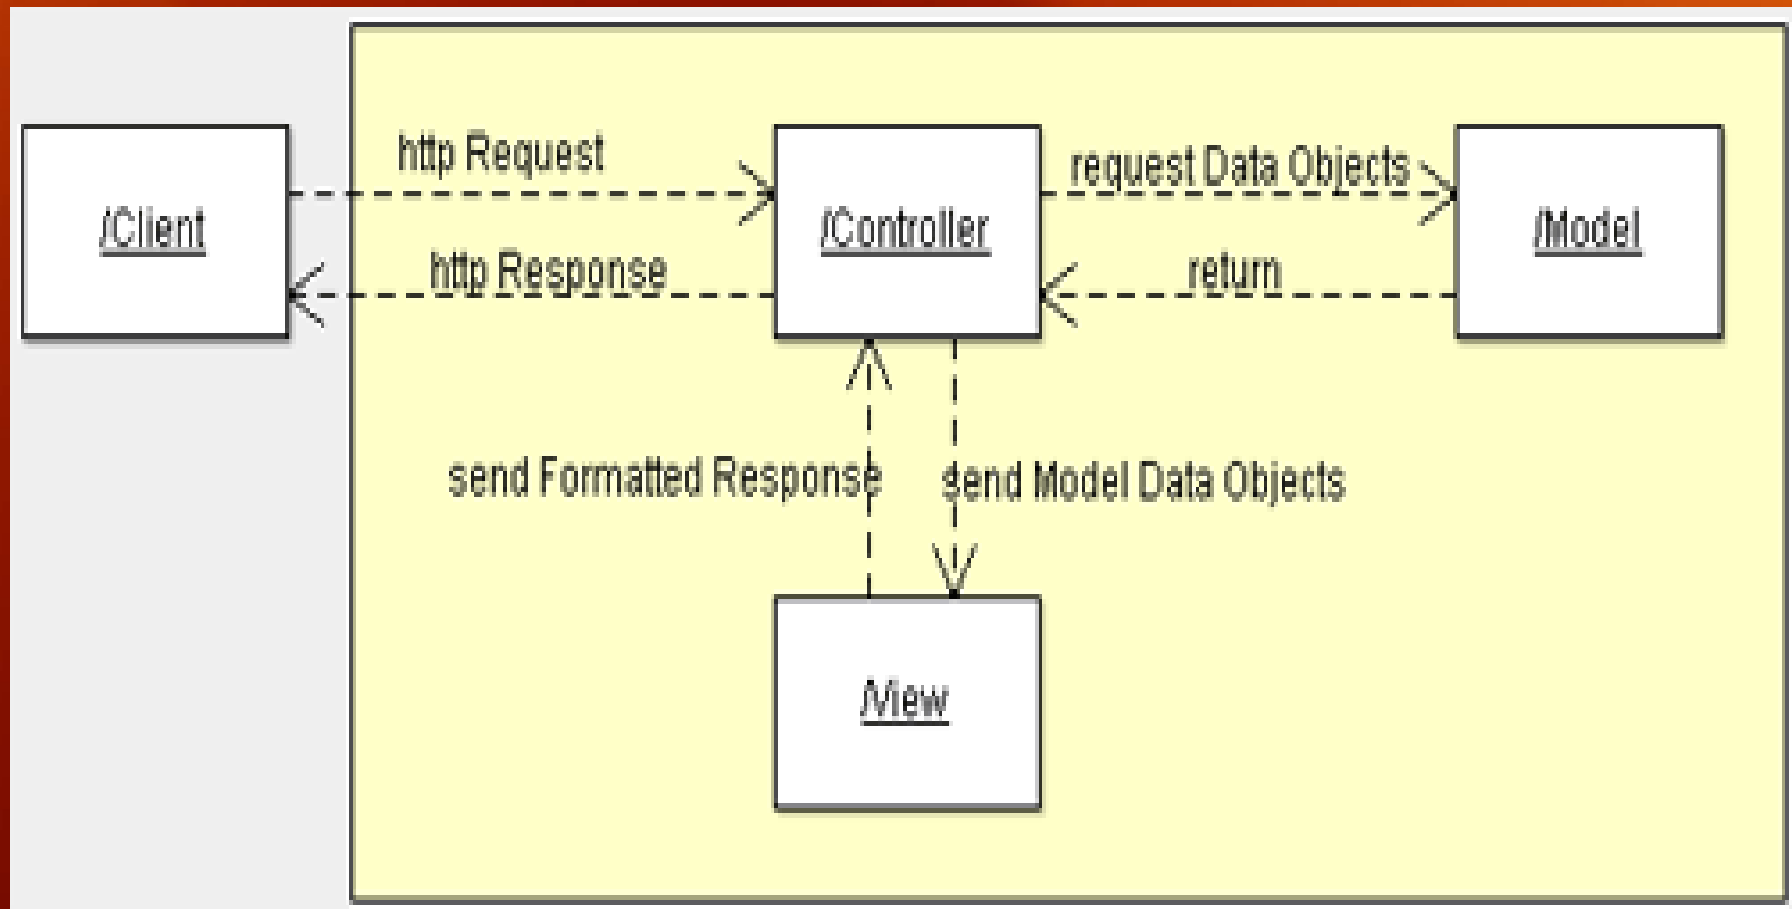 http Request
request Data Objects
/Client
/Controller
/Model
http Response
return
send Formatted Response
send Model Data Objects
/View